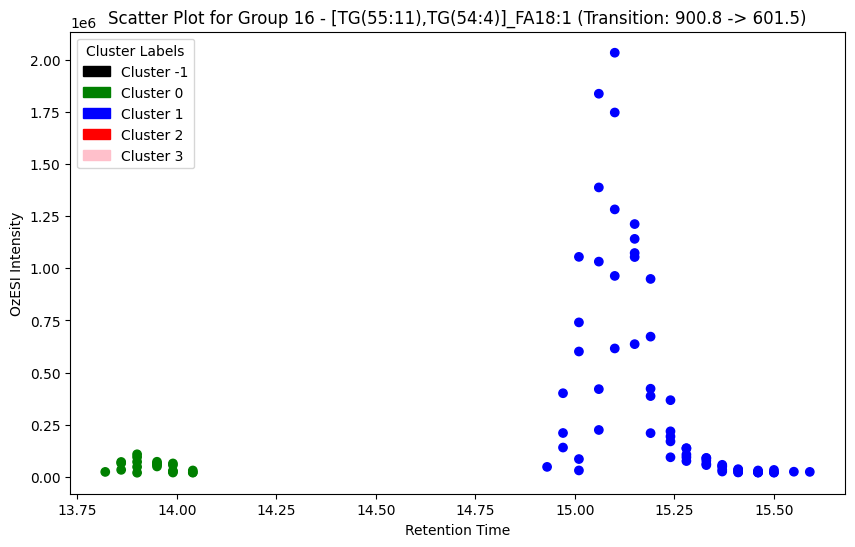 Scatter Plot for Group 16 - [TG(55:11),TG(54:4)]_FA18:1 (Transition: 900.8 -> 601.5)
1e6
Cluster Labels
Cluster -1
Cluster 0
Cluster 1
Cluster 2
Cluster 3
OzESI Intensity
2.00
1.75
1.50
1.25
1.00
0.75
0.50
0.25
0.00
13.75 14.00 14.25 14.50 14.75 15.00 15.25 15.50
Retention Time